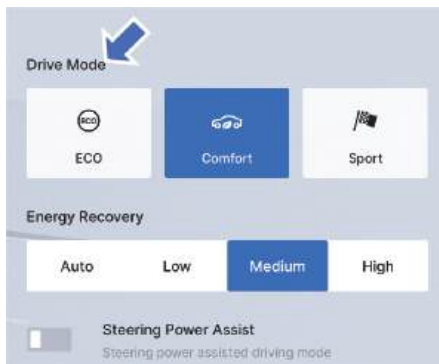 Drive Mode
ECO
ECO Comfort Sport
Energy Recovery
Auto Low Medium High
Steering Power Assist
Steering power assisted driving mode